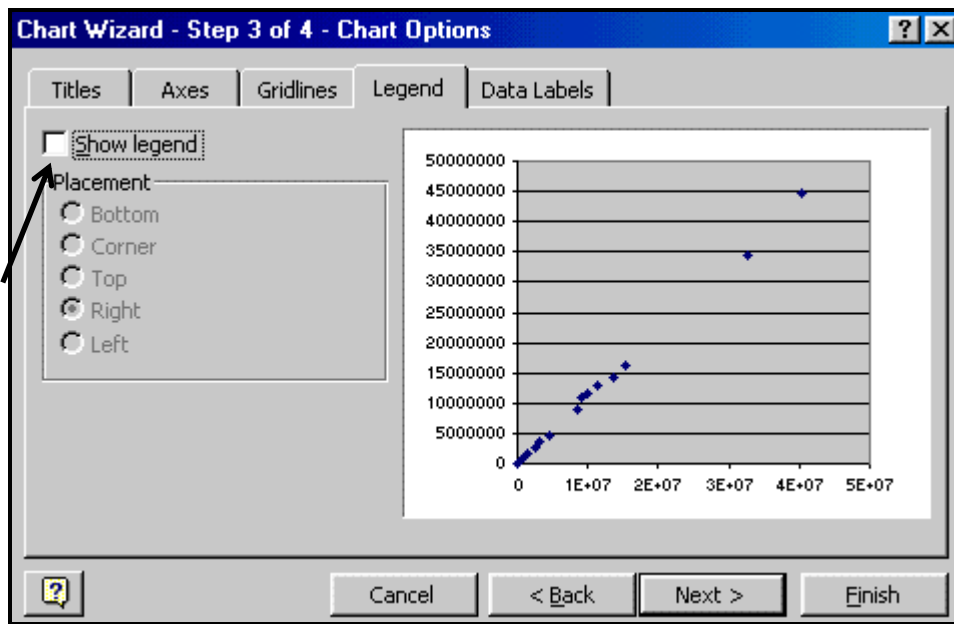 Chart Wizard - Step 3 of 4 - Chart Options
Titles Axes Gridlines Legend Data Labels
Show legend
Placement
Bottom
Corner
Top
Right
Left
50000000
45000000
40000000
35000000
30000000
25000000
20000000
15000000
10000000
5000000
0
0 1E+07 2E+07 3E+07 4E+07 5E+07
Cancel < Back Next > Finish